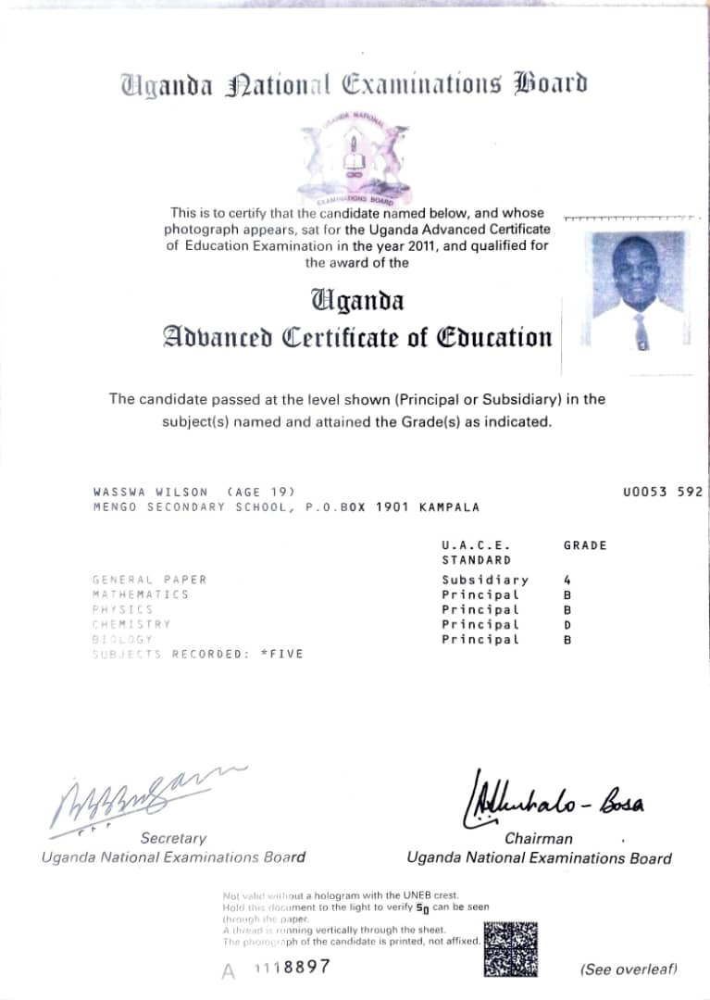 Uganda National Examinations Board
UGANDA NATIONAL
EXAMINATIONS BOARD
This is to certify that the candidate named below, and whose
photograph appears, sat for the Uganda Advanced Certificate
of Education Examination in the year 2011, and qualified for
the award of the
Uganda
Advanced Certificate of Education
The candidate passed at the level shown (Principal or Subsidiary) in the
subject(s) named and attained the Grade(s) as indicated.
WASSWA WILSON (AGE 19) U0053 592
MENGO SECONDARY SCHOOL, P.O.BOX 1901 KAMPALA
U.A.C.E. GRADE
STANDARD
GENERAL PAPER Subsidiary 4
MATHEMATICS Principal B
PHYSICS Principal B
CHEMISTRY Principal D
BIOLOGY Principal B
SUBJECTS RECORDED: *FIVE
Bosa
Secretary Chairman
Uganda National Examinations Board Uganda National Examinations Board
Not valid without a hologram with the UNEB crest.
Hold this document to the light to verify 50 can be seen
through the paper.
A thread is running vertically through the sheet.
The photograph of the candidate is printed, not affixed.
A 1118897
(See overleaf)